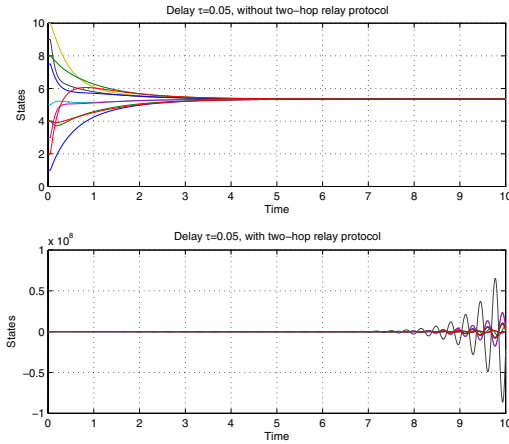 Delay τ=0.05, without two-hop relay protocol
10
8
6
4
2
0
States
0 1 2 3 4 5 6 7 8 9 10
Time
Delay τ=0.05, with two-hop relay protocol
x 10^8
1
0.5
0
−0.5
−1
States
0 1 2 3 4 5 6 7 8 9 10
Time